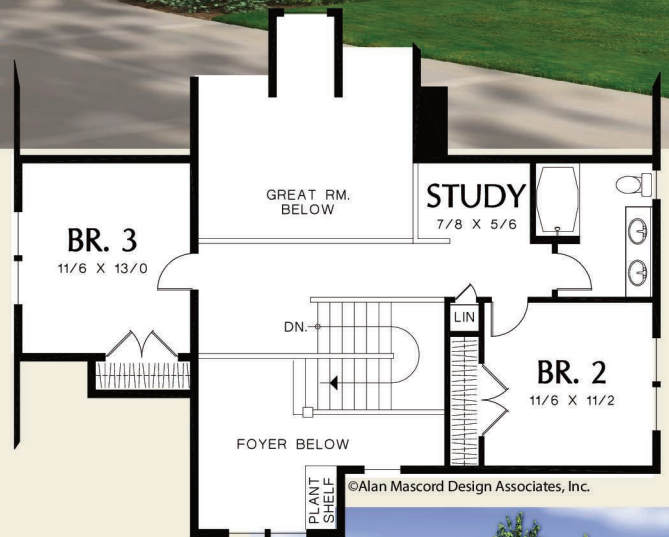 GREAT RM.
BELOW
STUDY
7/8 X 5/6
BR. 3
11/6 X 13/0
DN.
LIN
BR. 2
11/6 X 11/2
FOYER BELOW
PLANT
SHELF
©Alan Mascord Design Associates, Inc.